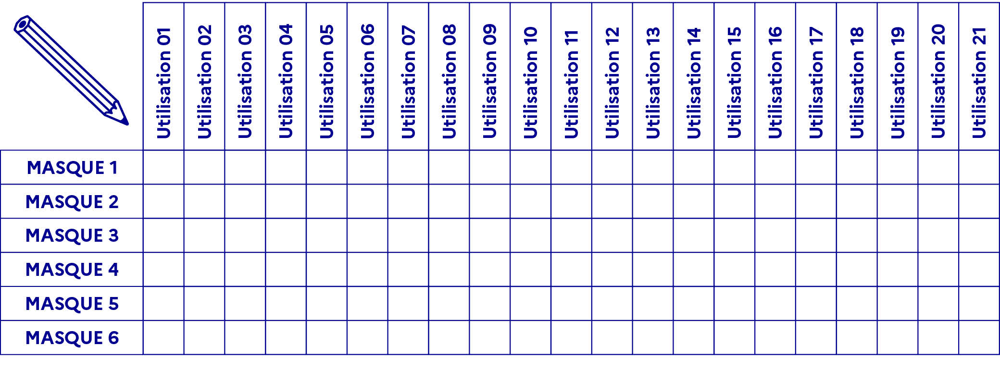 Utilisation 01
Utilisation 02
Utilisation 03
Utilisation 04
Utilisation 05
Utilisation 06
Utilisation 07
Utilisation 08
Utilisation 09
Utilisation 10
Utilisation 11
Utilisation 12
Utilisation 13
Utilisation 14
Utilisation 15
Utilisation 16
Utilisation 17
Utilisation 18
Utilisation 19
Utilisation 20
Utilisation 21
MASQUE 1
MASQUE 2
MASQUE 3
MASQUE 4
MASQUE 5
MASQUE 6